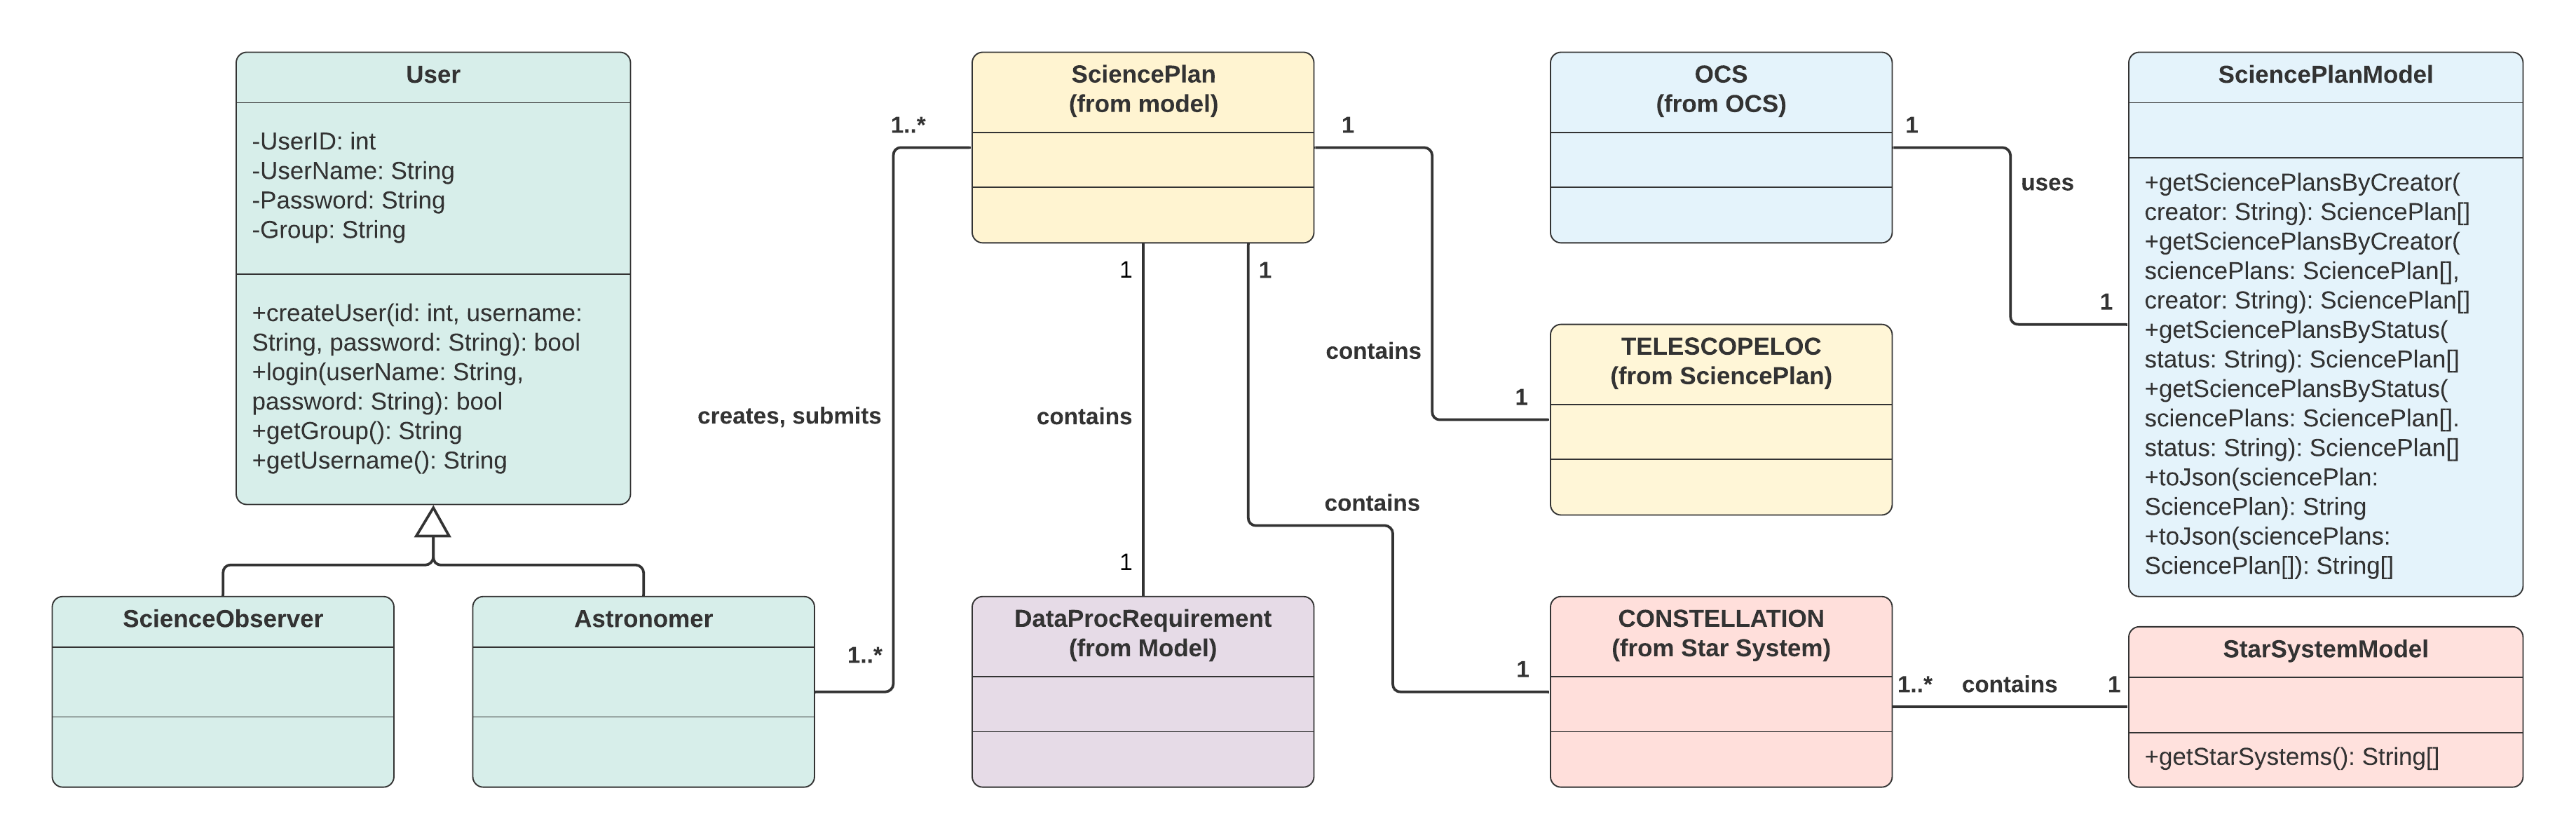 User
-UserID: int
-UserName: String
-Password: String
-Group: String
+createUser(id: int, username:
String, password: String): bool
+login(userName: String,
password: String): bool
+getGroup(): String
+getUsername(): String
ScienceObserver
Astronomer
1..*
creates, submits
1..*
SciencePlan
(from model)
1
contains
1
DataProcRequirement
(from Model)
1
contains
1
1
contains
1
OCS
(from OCS)
TELESCOPELOC
(from SciencePlan)
CONSTELLATION
(from Star System)
1
uses
1
1..*
contains
1
SciencePlanModel
+getSciencePlansByCreator(
creator: String): SciencePlan[]
+getSciencePlansByCreator(
sciencePlans: SciencePlan[],
creator: String): SciencePlan[]
+getSciencePlansByStatus(
status: String): SciencePlan[]
+getSciencePlansByStatus(
sciencePlans: SciencePlan[].
status: String): SciencePlan[]
+toJson(sciencePlan:
SciencePlan): String
+toJson(sciencePlans:
SciencePlan[]): String[]
StarSystemModel
+getStarSystems(): String[]